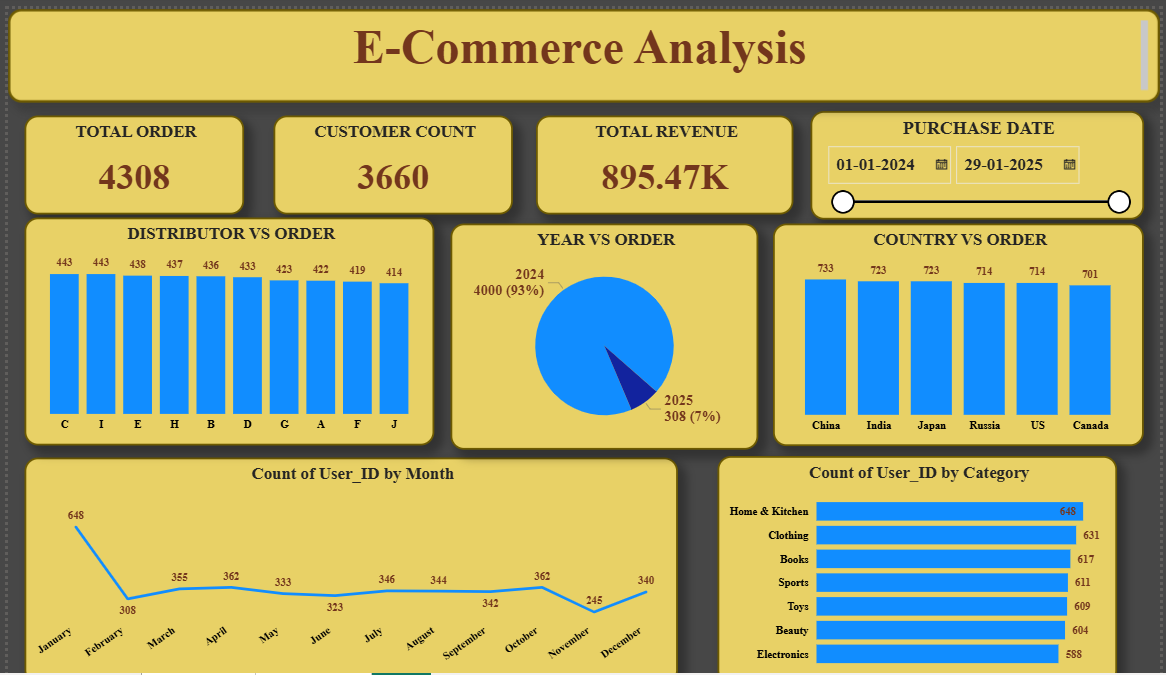 E-Commerce Analysis
TOTAL ORDER
4308
CUSTOMER COUNT
3660
TOTAL REVENUE
895.47K
PURCHASE DATE
01-01-2024
29-01-2025
DISTRIBUTOR VS ORDER
443 443 438 437 436 433 423 422 419 414
C I E H B D G A F J
YEAR VS ORDER
2024
4000 (93%)
2025
308 (7%)
COUNTRY VS ORDER
733 723 723 714 714 701
China India Japan Russia US Canada
Count of User_ID by Month
648 308 355 362 333 323 346 344 342 362 245 340
January February March April May June July August September October November December
Count of User_ID by Category
Home & Kitchen 648
Clothing 631
Books 617
Sports 611
Toys 609
Beauty 604
Electronics 588